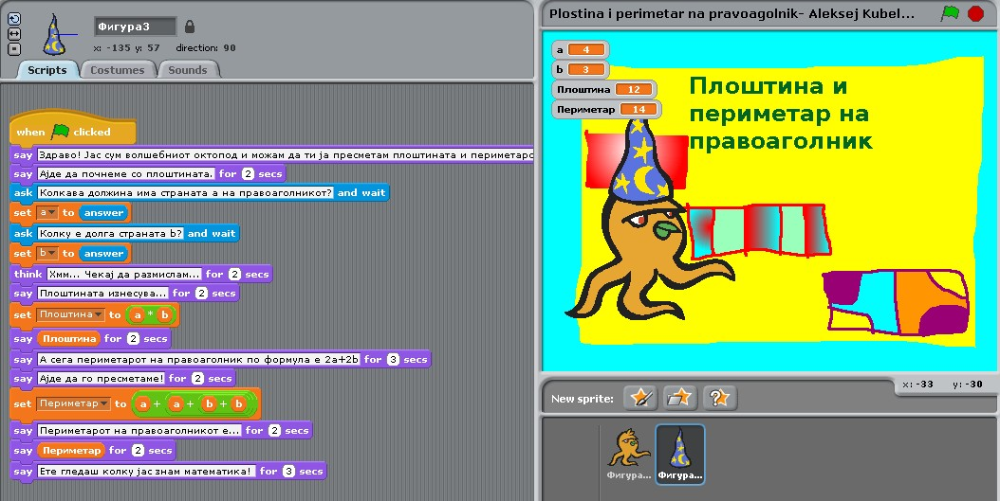 Фигура3
x: -135 y: 57 direction: 90
Scripts Costumes Sounds
when clicked
say Здраво! Јас сум волшебниот октопод и можам да ти ја пресметам плоштината и периметаро
say Ајде да почнеме со плоштината. for 2 secs
ask Колкава должина има страната а на правоаголникот? and wait
set a to answer
ask Колку е долга страната b? and wait
set b to answer
think Хмм... Чекај да размислам... for 2 secs
say Плоштината изнесува... for 2 secs
set Плоштина to a * b
say Плоштина for 2 secs
say А сега периметарот на правоаголник по формула е 2a+2b for 3 secs
say Ајде да го пресметаме! for 2 secs
set Периметар to a + a + b + b
say Периметарот на правоаголникот е... for 2 secs
say Периметар for 2 secs
say Ете гледаш колку јас знам математика! for 3 secs
Plostina i perimetar na pravoagolnik- Aleksej Kubel...
a 4
b 3
Плоштина 12
Периметар 14
Плоштина и
периметар на
правоаголник
x: -33 y: -30
New sprite:
Фигура... Фигура...